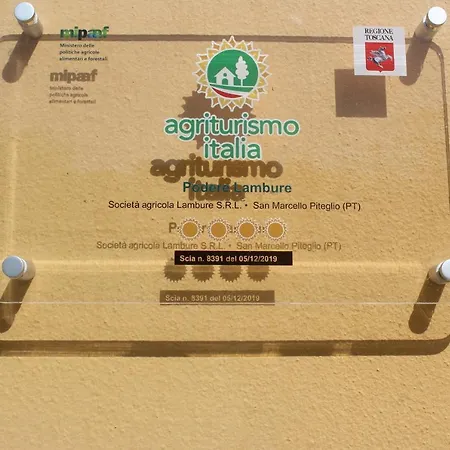 mipaaf
Ministero delle
politiche agricole
alimentari e forestali
REGIONE
TOSCANA
agriturismo
italia
Podere Lambure
Società agricola Lambure S.R.L. • San Marcello Piteglio (PT)
Scia n. 8391 del 05/12/2019